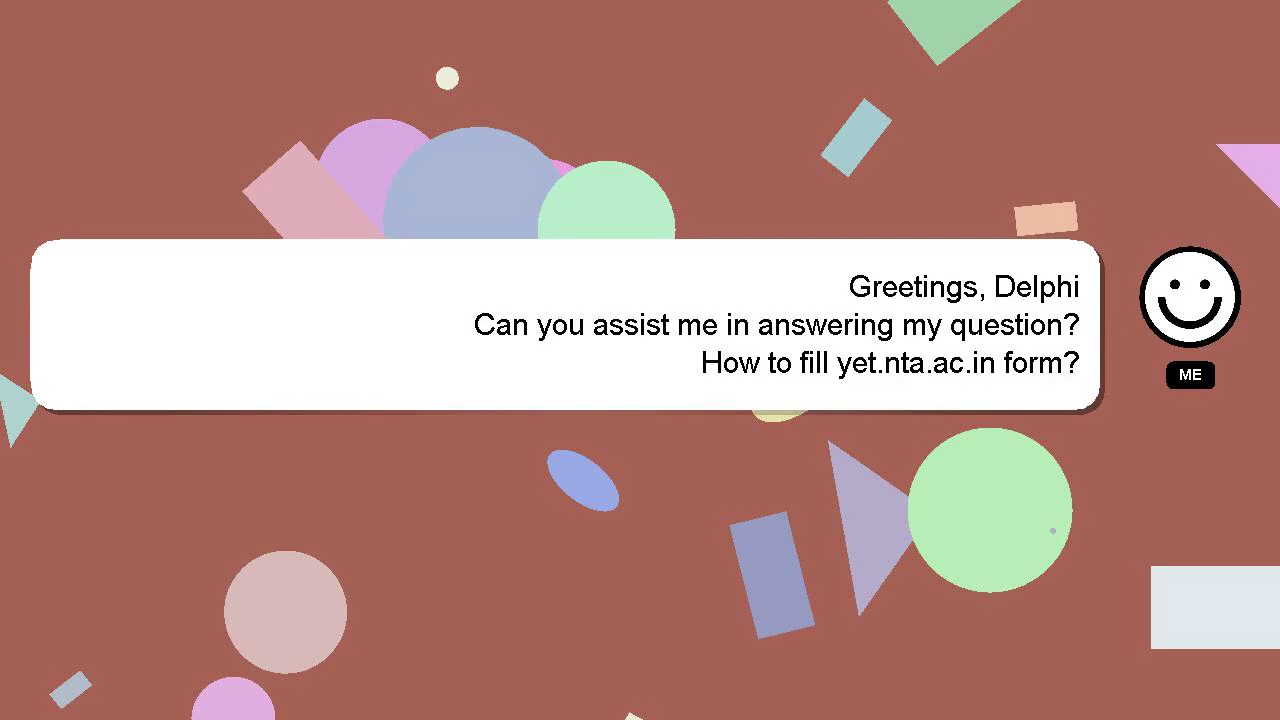 Greetings, Delphi
Can you assist me in answering my question?
How to fill yet.nta.ac.in form?
ME